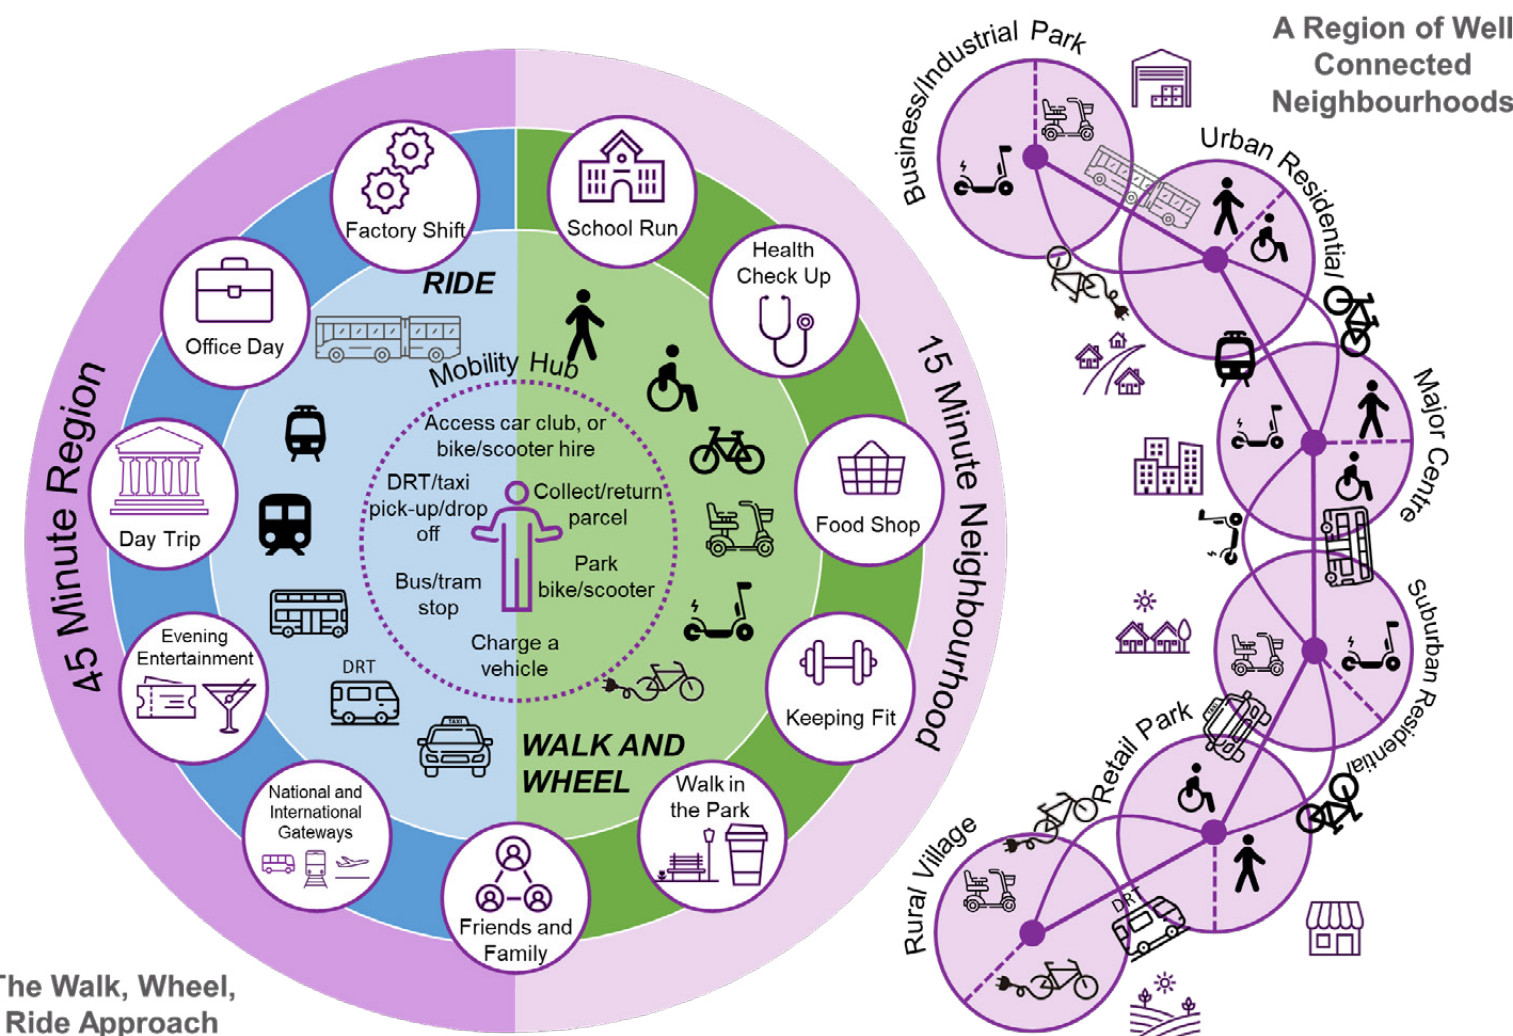 A Region of Well
Connected
Neighbourhoods
Business/Industrial Park
Urban Residential
Major Centre
Suburban Residential
Retail Park
Rural Village
DRT
45 Minute Region
15 Minute Neighbourhood
Factory Shift
School Run
Health
Check Up
Office Day
RIDE
Mobility Hub
Access car club, or
bike/scooter hire
DRT/taxi
pick-up/drop
off
Collect/return
parcel
Bus/tram
stop
Park
bike/scooter
Charge a
vehicle
Day Trip
Food Shop
Evening
Entertainment
DRT
TAXI
Keeping Fit
WALK AND
WHEEL
National and
International
Gateways
Walk in
the Park
Friends and
Family
The Walk, Wheel,
Ride Approach
TAXI